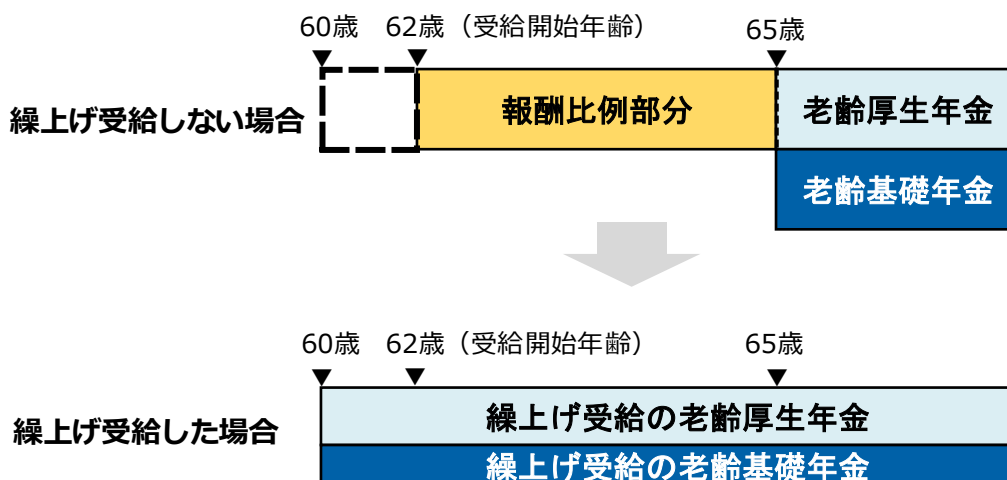 60歳 62歳（受給開始年齢） 65歳
繰上げ受給しない場合 報酬比例部分 老齢厚生年金
老齢基礎年金
60歳 62歳（受給開始年齢） 65歳
繰上げ受給した場合 繰上げ受給の老齢厚生年金
繰上げ受給の老齢基礎年金